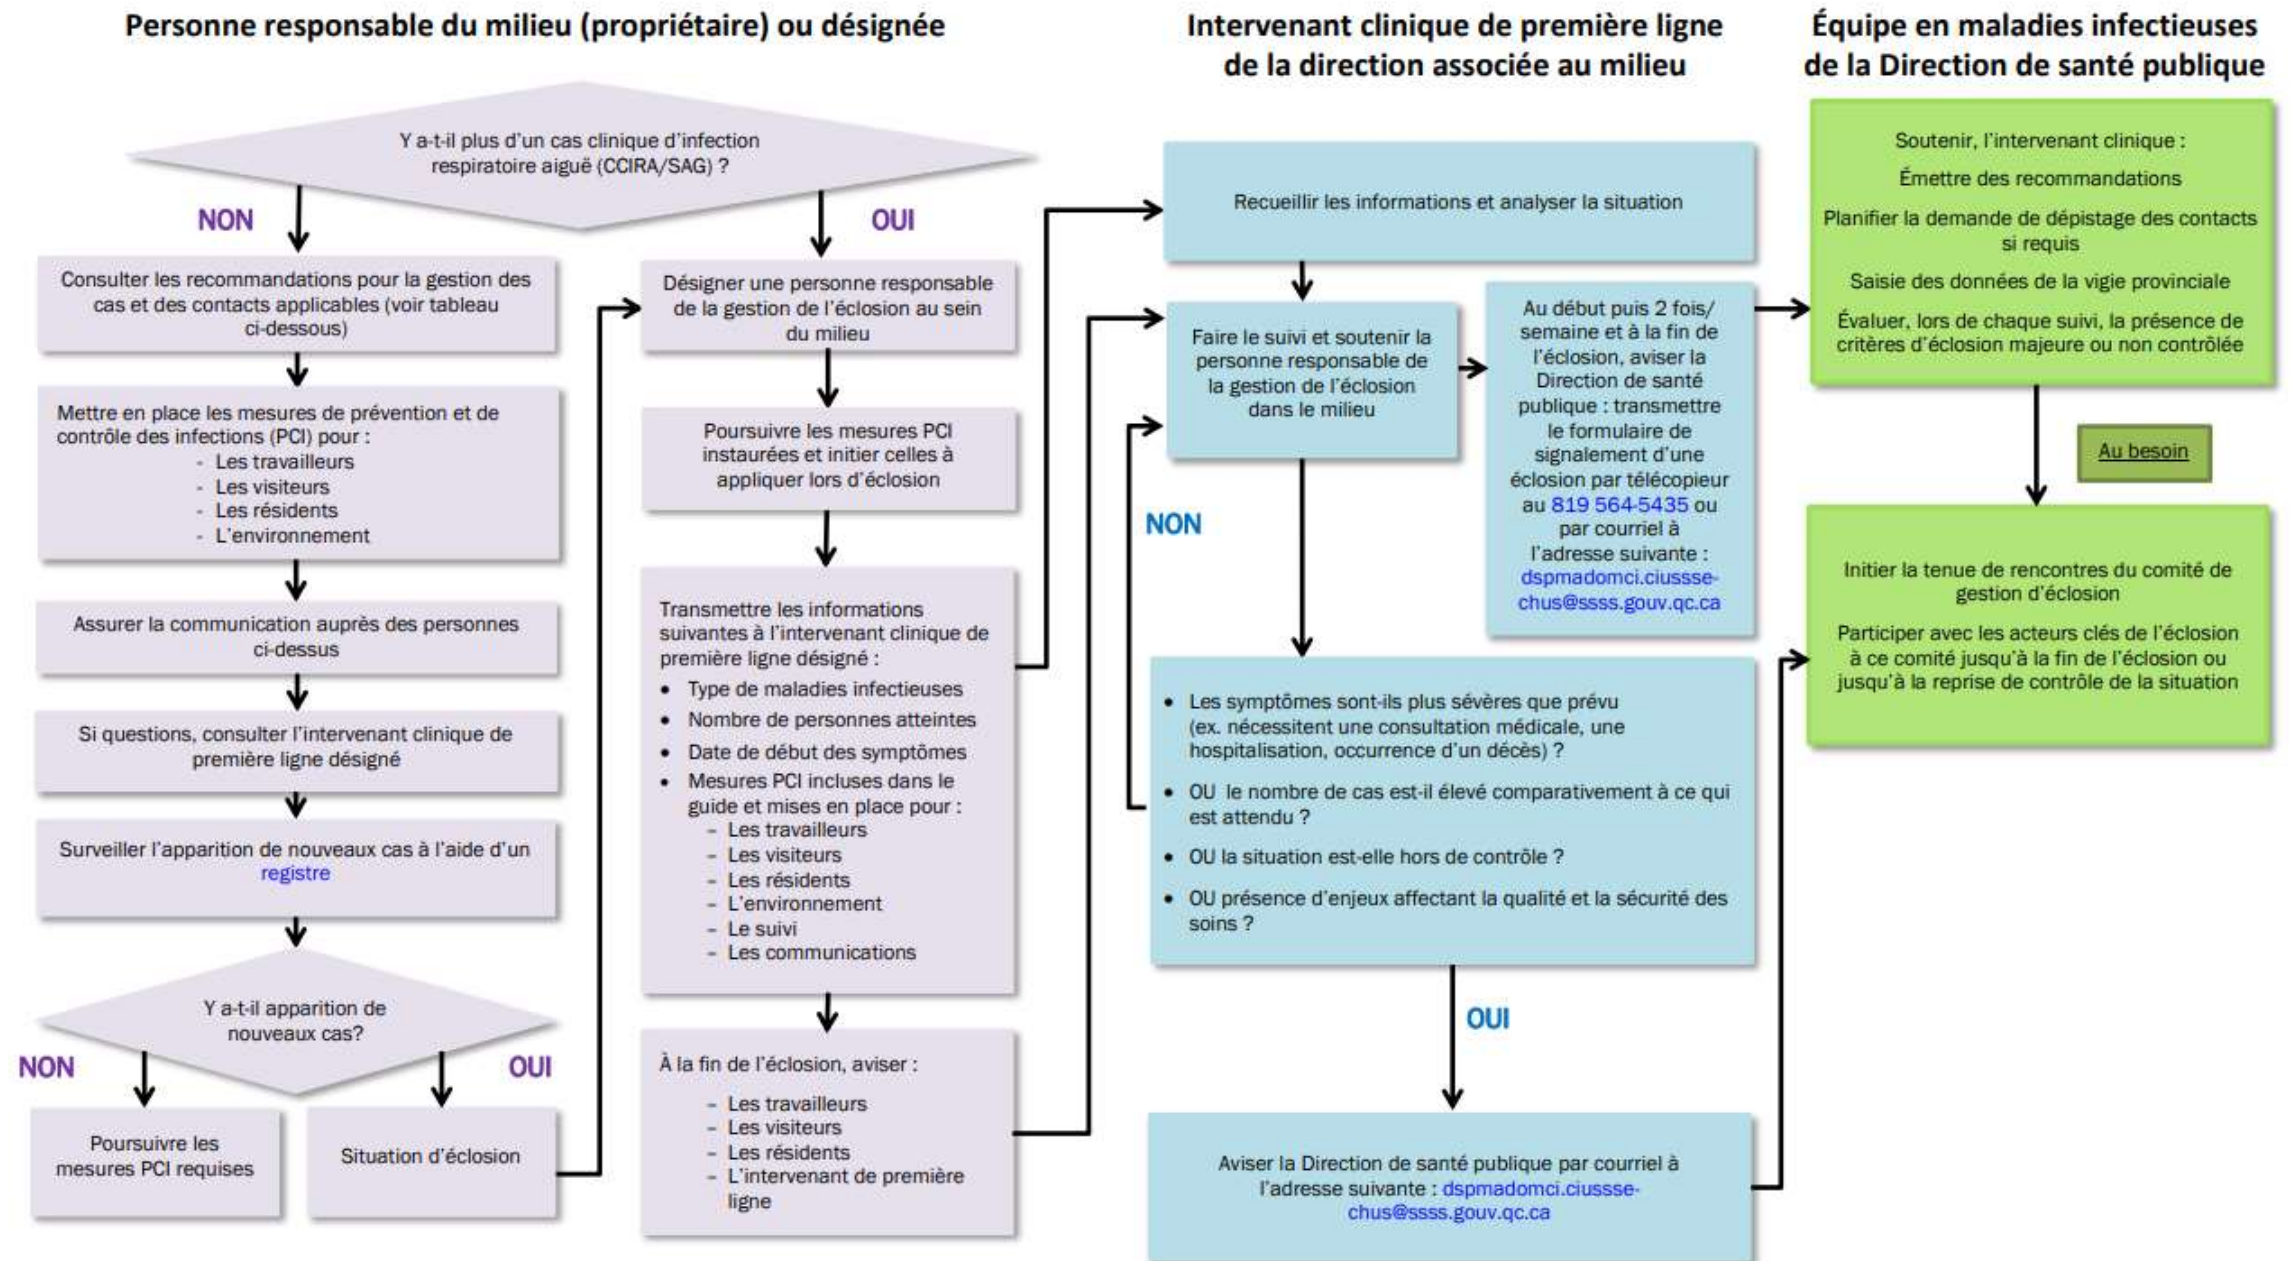 Personne responsable du milieu (propriétaire) ou désignée
Y a-t-il plus d'un cas clinique d'infection
respiratoire aiguë (CCIRA/SAG) ?
NON
OUI
Consulter les recommandations pour la gestion des
cas et des contacts applicables (voir tableau
ci-dessous)
Mettre en place les mesures de prévention et de
contrôle des infections (PCI) pour :
- Les travailleurs
- Les visiteurs
- Les résidents
- L'environnement
Assurer la communication auprès des personnes
ci-dessus
Si questions, consulter l'intervenant clinique de
première ligne désigné
Surveiller l'apparition de nouveaux cas à l'aide d'un
registre
Y a-t-il apparition de
nouveaux cas?
NON
OUI
Poursuivre les
mesures PCI requises
Situation d'éclosion
Désigner une personne responsable
de la gestion de l'éclosion au sein
du milieu
Poursuivre les mesures PCI
instaurées et initier celles à
appliquer lors d'éclosion
Transmettre les informations
suivantes à l'intervenant clinique de
première ligne désigné :
• Type de maladies infectieuses
• Nombre de personnes atteintes
• Date de début des symptômes
• Mesures PCI incluses dans le
guide et mises en place pour :
– Les travailleurs
– Les visiteurs
– Les résidents
– L'environnement
– Le suivi
– Les communications
À la fin de l'éclosion, aviser :
– Les travailleurs
– Les visiteurs
– Les résidents
– L'intervenant de première
ligne
Intervenant clinique de première ligne
de la direction associée au milieu
Recueillir les informations et analyser la situation
Faire le suivi et soutenir la
personne responsable de
la gestion de l'éclosion
dans le milieu
Au début puis 2 fois/
semaine et à la fin de
l'éclosion, aviser la
Direction de santé
publique : transmettre
le formulaire de
signalement d'une
éclosion par télécopieur
au 819 564-5435 ou
par courriel à
l'adresse suivante :
dspmadomci.ciussse-
chus@ssss.gouv.qc.ca
NON
• Les symptômes sont-ils plus sévères que prévu
(ex. nécessitent une consultation médicale, une
hospitalisation, occurrence d'un décès) ?
• OU le nombre de cas est-il élevé comparativement à ce qui
est attendu ?
• OU la situation est-elle hors de contrôle ?
• OU présence d'enjeux affectant la qualité et la sécurité des
soins ?
OUI
Aviser la Direction de santé publique par courriel à
l'adresse suivante : dspmadomci.ciussse-
chus@ssss.gouv.qc.ca
Équipe en maladies infectieuses
de la Direction de santé publique
Soutenir, l'intervenant clinique :
Émettre des recommandations
Planifier la demande de dépistage des contacts
si requis
Saisie des données de la vigie provinciale
Évaluer, lors de chaque suivi, la présence de
critères d'éclosion majeure ou non contrôlée
Au besoin
Initier la tenue de rencontres du comité de
gestion d'éclosion
Participer avec les acteurs clés de l'éclosion
à ce comité jusqu'à la fin de l'éclosion ou
jusqu'à la reprise de contrôle de la situation